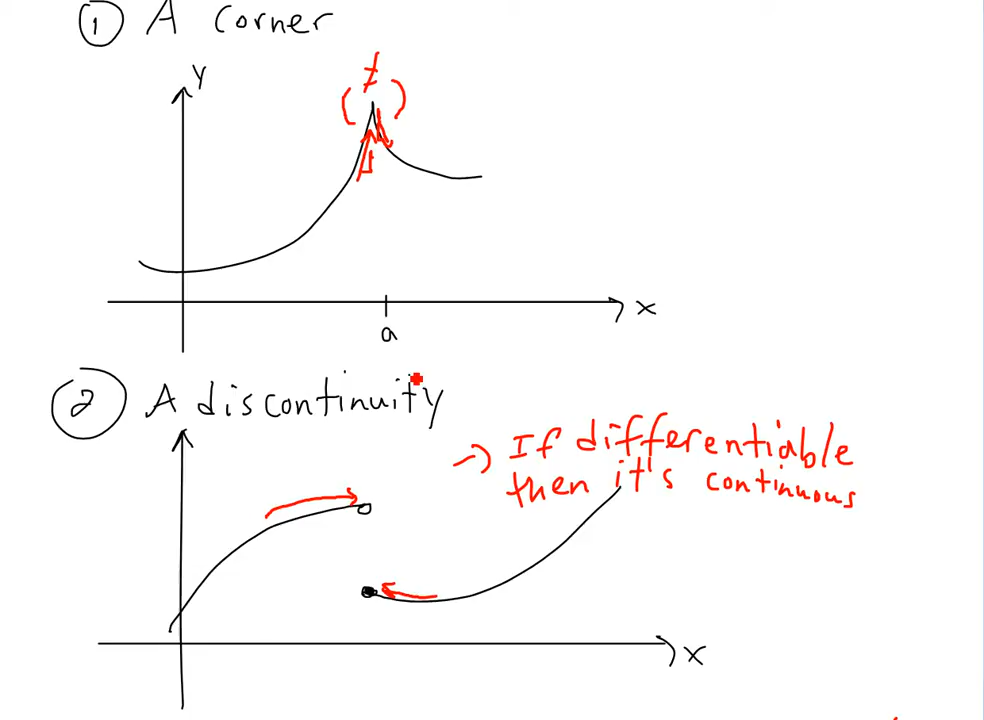 ① A corner
y
( ≠ )
x
a
② A discontinuity
→ If differentiable
then it's continuous
x